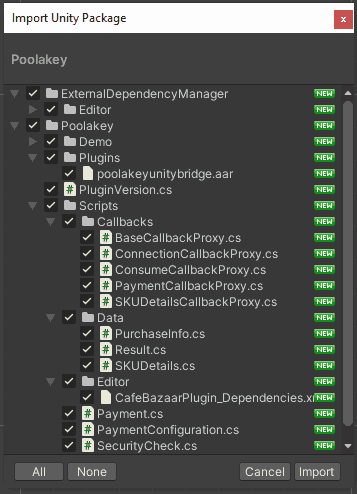 Import Unity Package
x
Poolakey
ExternalDependencyManager NEW
Editor NEW
Poolakey NEW
Demo NEW
Plugins NEW
poolakeyunitybridge.aar NEW
# PluginVersion.cs NEW
Scripts NEW
Callbacks NEW
# BaseCallbackProxy.cs NEW
# ConnectionCallbackProxy.cs NEW
# ConsumeCallbackProxy.cs NEW
# PaymentCallbackProxy.cs NEW
# SKUDetailsCallbackProxy.cs NEW
Data NEW
# PurchaseInfo.cs NEW
# Result.cs NEW
# SKUDetails.cs NEW
Editor NEW
CafeBazaarPlugin_Dependencies.x NEW
# Payment.cs NEW
# PaymentConfiguration.cs NEW
# SecurityCheck.cs NEW
All None Cancel Import